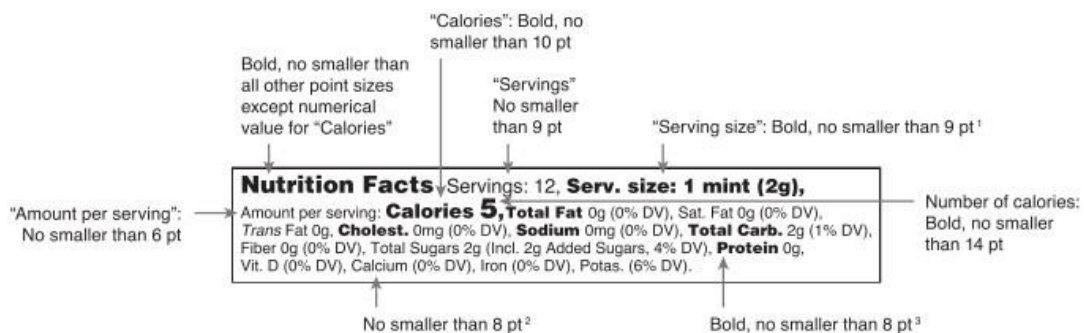 “Calories”: Bold, no
smaller than 10 pt
Bold, no smaller than
all other point sizes
except numerical
value for “Calories”
“Servings”
No smaller
than 9 pt
“Serving size”: Bold, no smaller than 9 pt¹
“Amount per serving”:
No smaller than 6 pt
Nutrition Facts Servings: 12, Serv. size: 1 mint (2g),
Amount per serving: Calories 5, Total Fat 0g (0% DV), Sat. Fat 0g (0% DV),
Trans Fat 0g, Cholest. 0mg (0% DV), Sodium 0mg (0% DV), Total Carb. 2g (1% DV),
Fiber 0g (0% DV), Total Sugars 2g (Incl. 2g Added Sugars, 4% DV), Protein 0g,
Vit. D (0% DV), Calcium (0% DV), Iron (0% DV), Potas. (6% DV).
Number of calories:
Bold, no smaller
than 14 pt
No smaller than 8 pt²
Bold, no smaller than 8 pt³